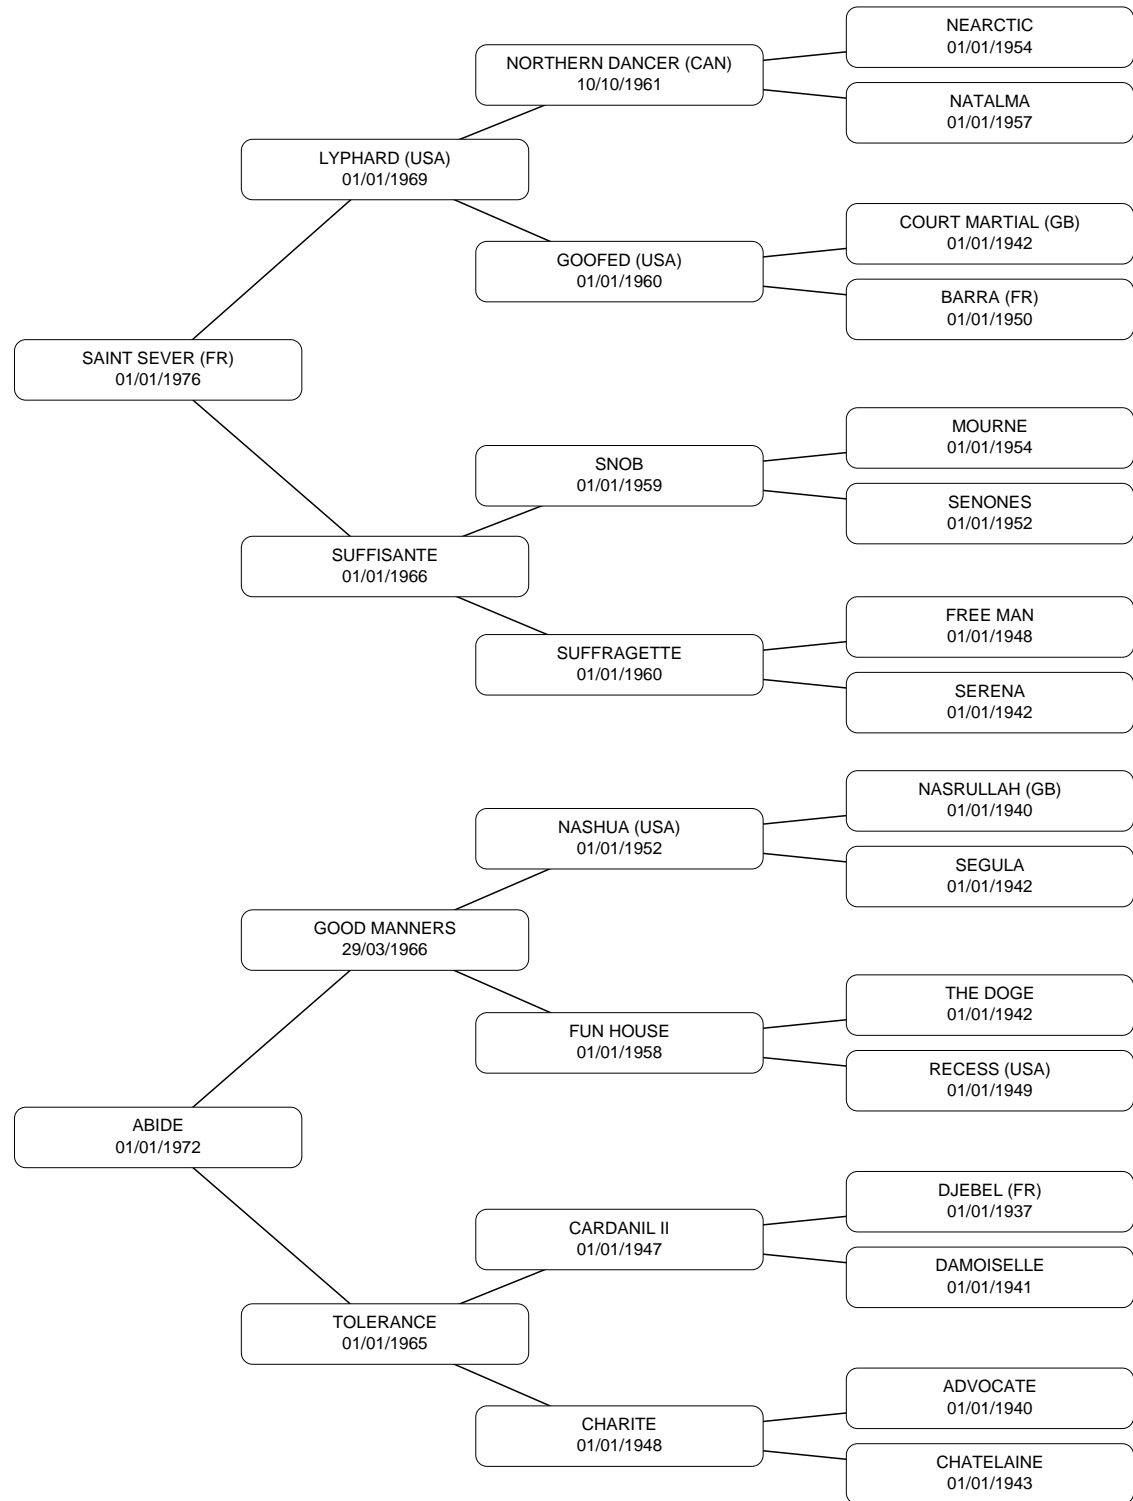 NEARCTIC
01/01/1954
NORTHERN DANCER (CAN)
10/10/1961
NATALMA
01/01/1957
LYPHARD (USA)
01/01/1969
COURT MARTIAL (GB)
01/01/1942
GOOFED (USA)
01/01/1960
BARRA (FR)
01/01/1950
SAINT SEVER (FR)
01/01/1976
MOURNE
01/01/1954
SNOB
01/01/1959
SENONES
01/01/1952
SUFFISANTE
01/01/1966
FREE MAN
01/01/1948
SUFFRAGETTE
01/01/1960
SERENA
01/01/1942
NASRULLAH (GB)
01/01/1940
NASHUA (USA)
01/01/1952
SEGULA
01/01/1942
GOOD MANNERS
29/03/1966
THE DOGE
01/01/1942
FUN HOUSE
01/01/1958
RECESS (USA)
01/01/1949
ABIDE
01/01/1972
DJEBEL (FR)
01/01/1937
CARDANIL II
01/01/1947
DAMOISELLE
01/01/1941
TOLERANCE
01/01/1965
ADVOCATE
01/01/1940
CHARITE
01/01/1948
CHATELAINE
01/01/1943